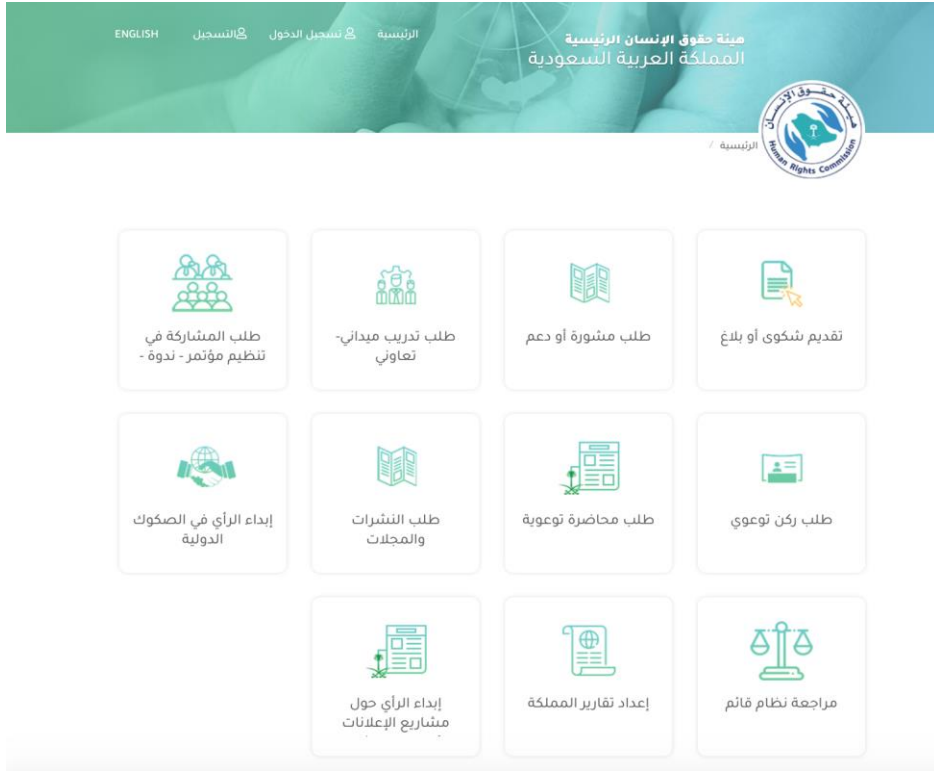 هيئة حقوق الإنسان الرئيسية
المملكة العربية السعودية
الرئيسية
تسجيل الدخول
التسجيل
ENGLISH
هيئة حقوق الإنسان
Human Rights Commission
الرئيسية /
تقديم شكوى أو بلاغ
طلب مشورة أو دعم
طلب تدريب ميداني-
تعاوني
طلب المشاركة في
تنظيم مؤتمر - ندوة -
طلب ركن توعوي
طلب محاضرة توعوية
طلب النشرات
والمجلات
إبداء الرأي في الصكوك
الدولية
مراجعة نظام قائم
إعداد تقارير المملكة
إبداء الرأي حول
مشاريع الإعلانات